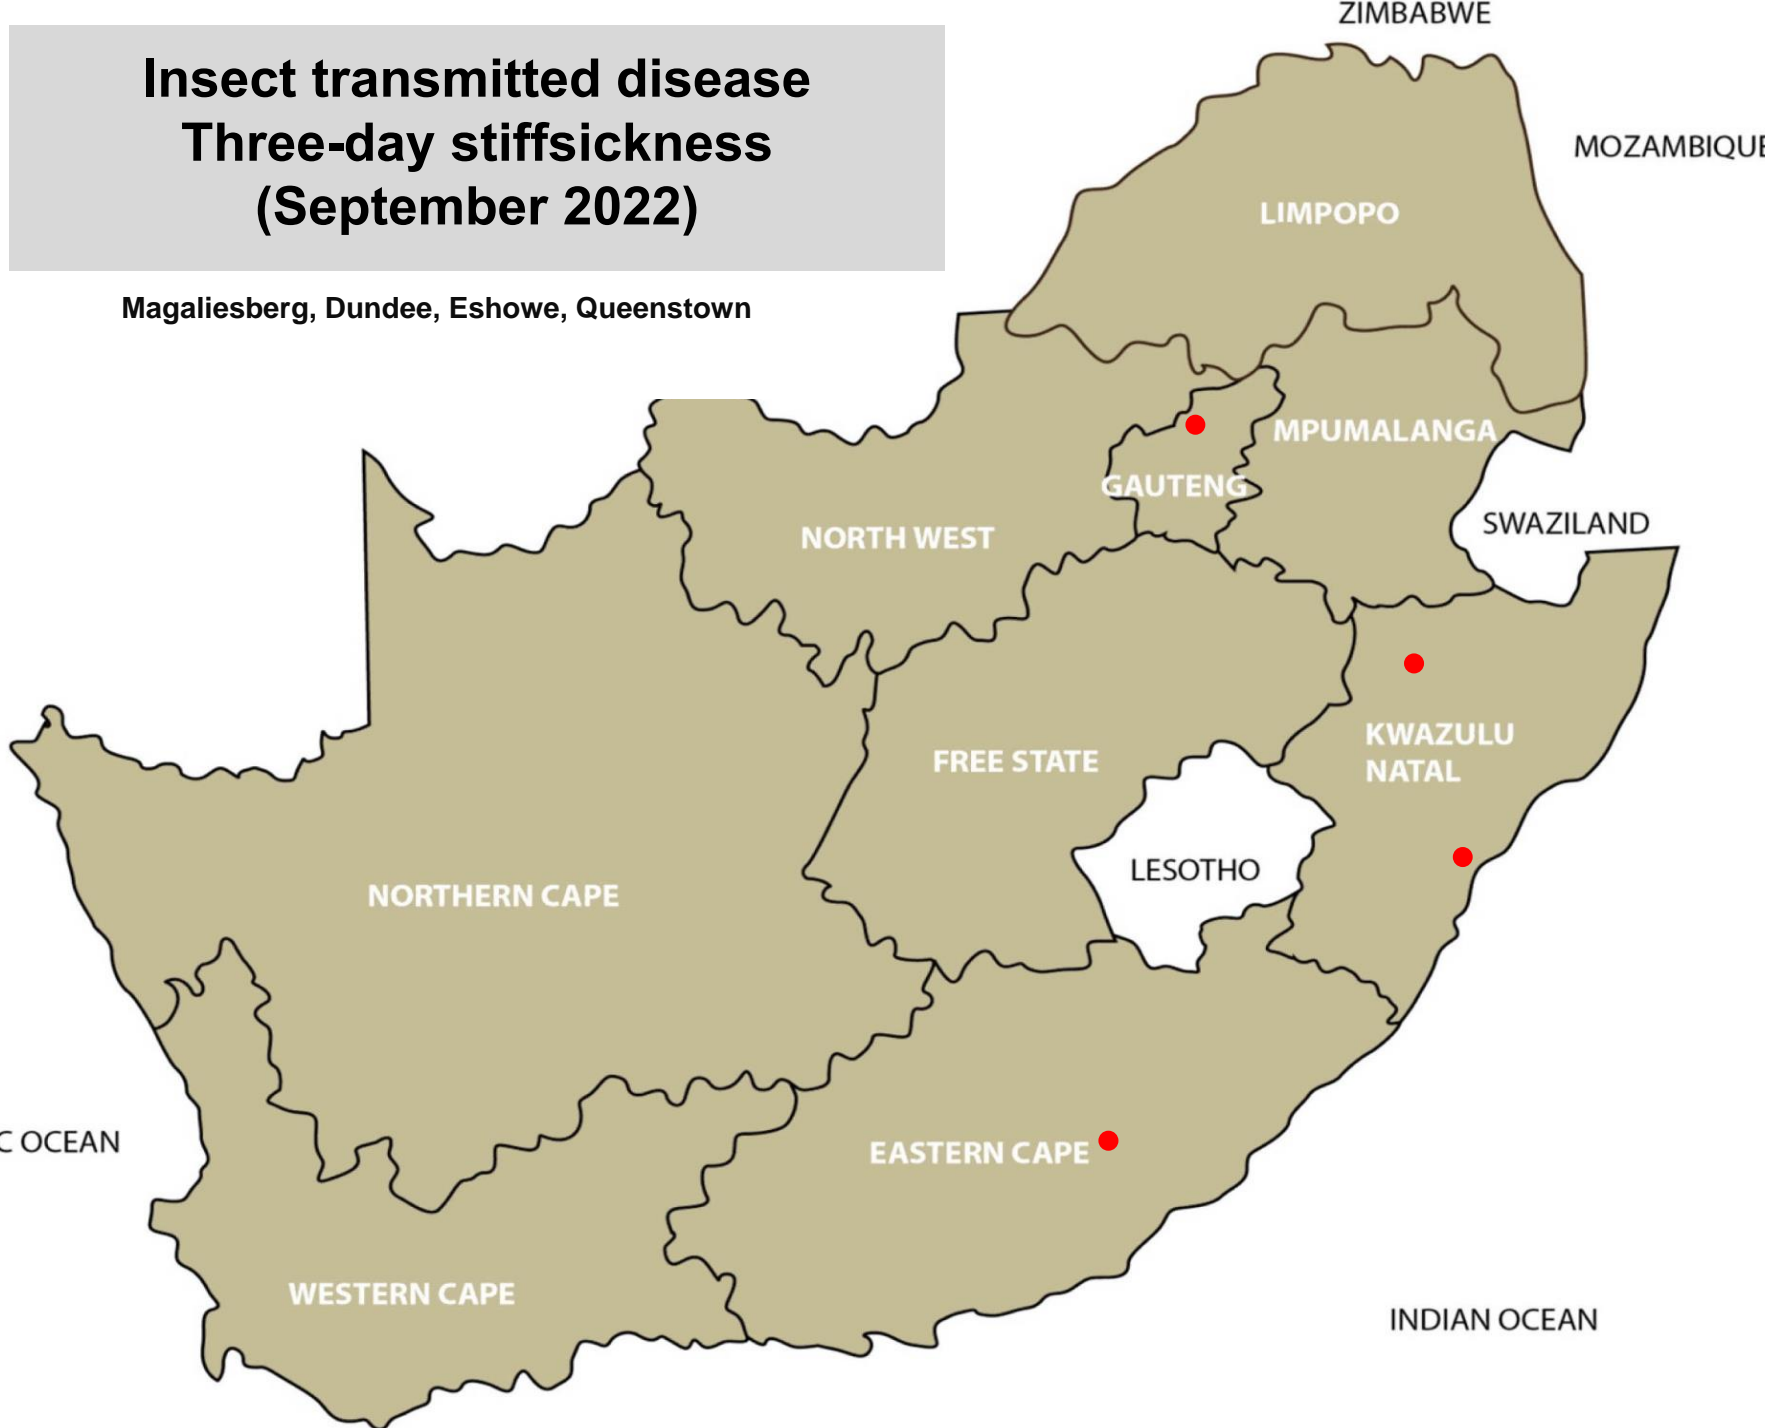 ZIMBABWE
Insect transmitted disease
Three-day stiffsickness
(September 2022)
MOZAMBIQUE
LIMPOPO
Magaliesberg, Dundee, Eshowe, Queenstown
MPUMALANGA
GAUTENG
NORTH WEST
SWAZILAND
KWAZULU
NATAL
FREE STATE
LESOTHO
NORTHERN CAPE
C OCEAN
EASTERN CAPE
WESTERN CAPE
INDIAN OCEAN